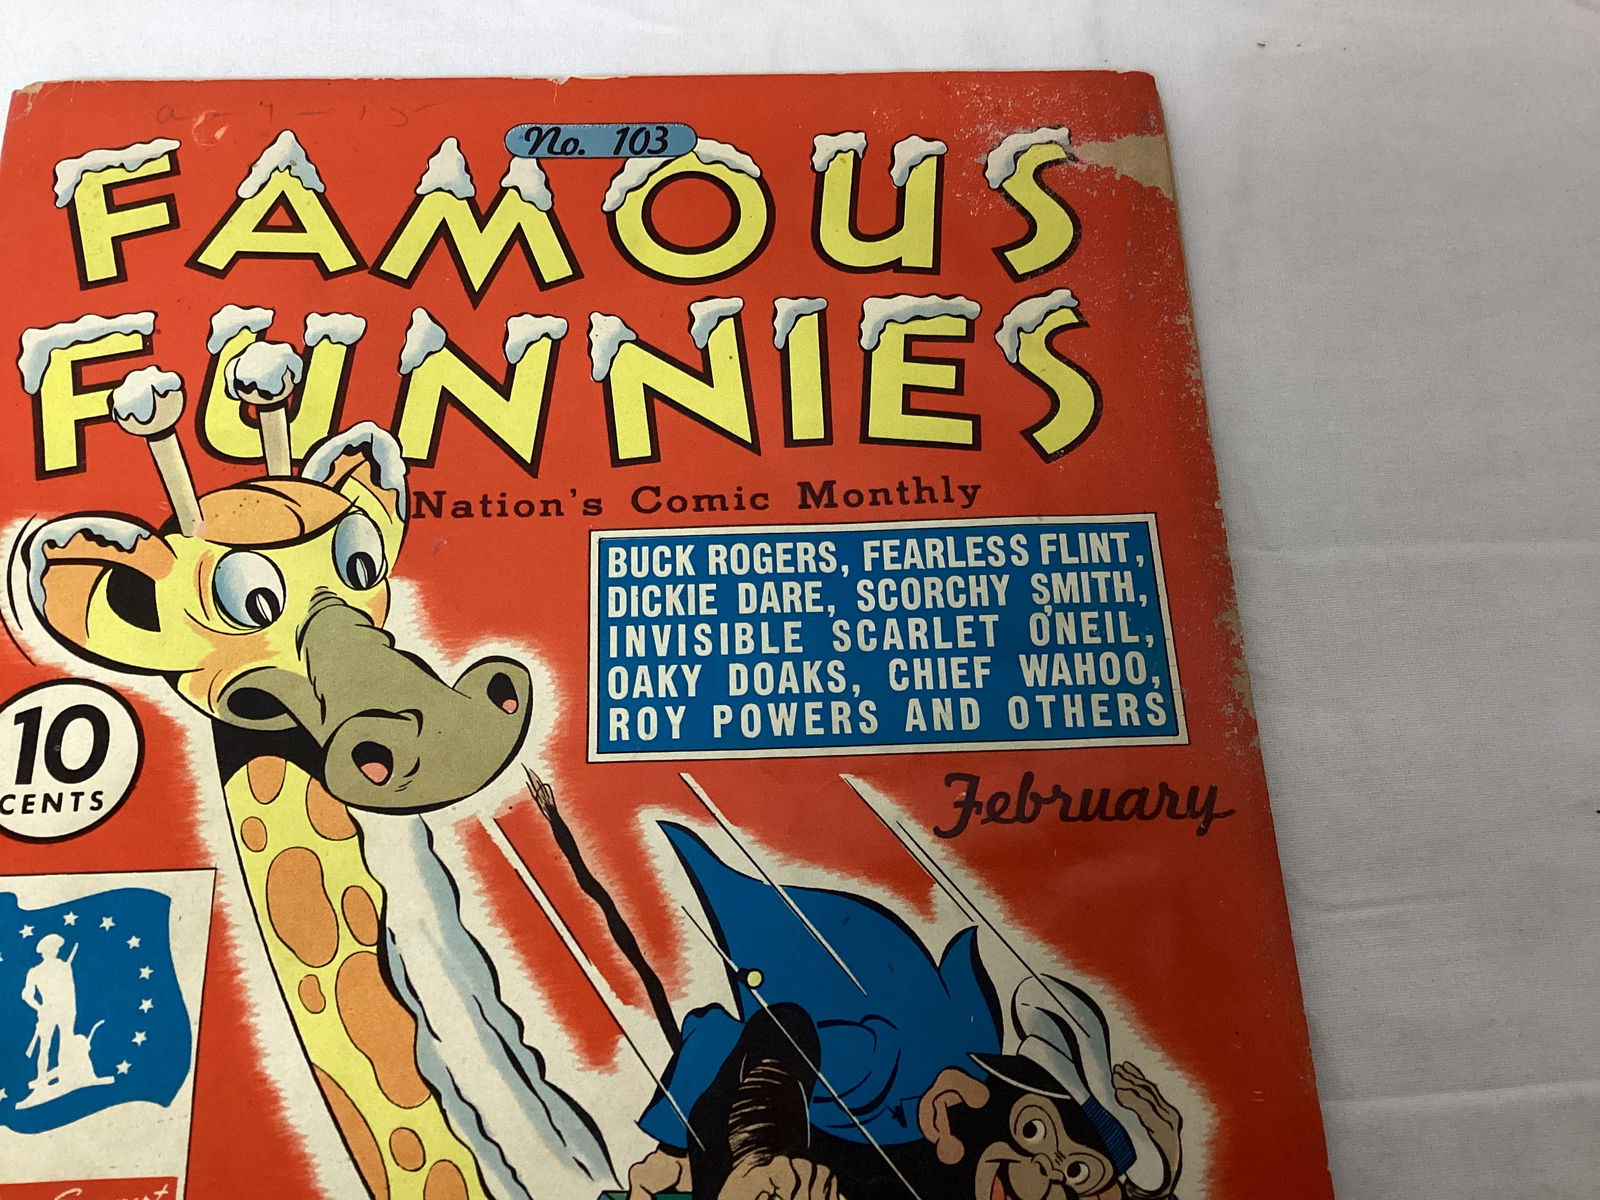 No. 103
FAMOUS
FUNNIES
Nation's Comic Monthly
BUCK ROGERS, FEARLESS FLINT,
DICKIE DARE, SCORCHY SMITH,
INVISIBLE SCARLET O'NEIL,
OAKY DOAKS, CHIEF WAHOO,
ROY POWERS AND OTHERS
10
CENTS
February